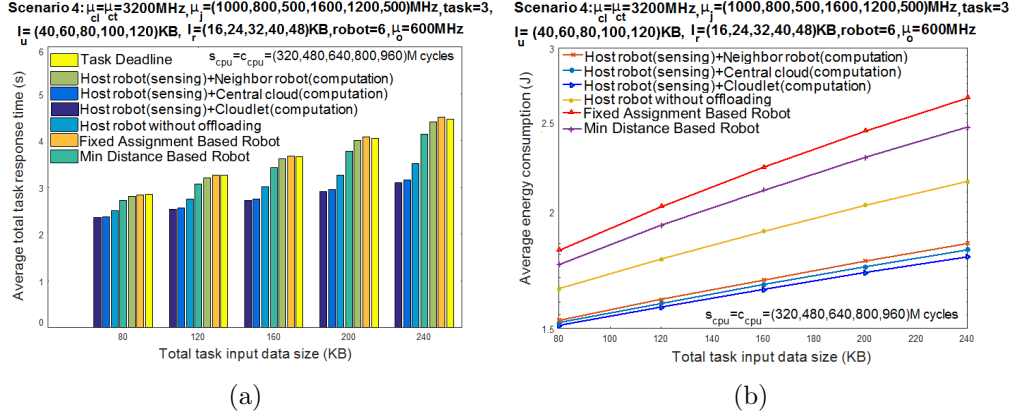 Scenario 4:μcl=μct=3200MHz,μj=(1000,800,500,1600,1200,500)MHz,task=3,
Iu= (40,60,80,100,120)KB, Ir=(16,24,32,40,48)KB,robot=6,μo=600MHz
scpu=ccpu=(320,480,640,800,960)M cycles
Task Deadline
Host robot(sensing)+Neighbor robot(computation)
Host robot(sensing)+Central cloud(computation)
Host robot(sensing)+Cloudlet(computation)
Host robot without offloading
Fixed Assignment Based Robot
Min Distance Based Robot
Average total task response time (s)
6
5
4
3
2
1
0
80 120 160 200 240
Total task input data size (KB)
(a)
Scenario 4:μcl=μct=3200MHz,μj=(1000,800,500,1600,1200,500)MHz,task=3
Iu= (40,60,80,100,120)KB, Ir=(16,24,32,40,48)KB,robot=6,μo=600MHz
Host robot(sensing)+Neighbor robot(computation)
Host robot(sensing)+Central cloud(computation)
Host robot(sensing)+Cloudlet(computation)
Host robot without offloading
Fixed Assignment Based Robot
Min Distance Based Robot
Average energy consumption (J)
3
2.5
2
1.5
scpu=ccpu=(320,480,640,800,960)M cycles
80 100 120 140 160 180 200 220 240
Total task input data size (KB)
(b)